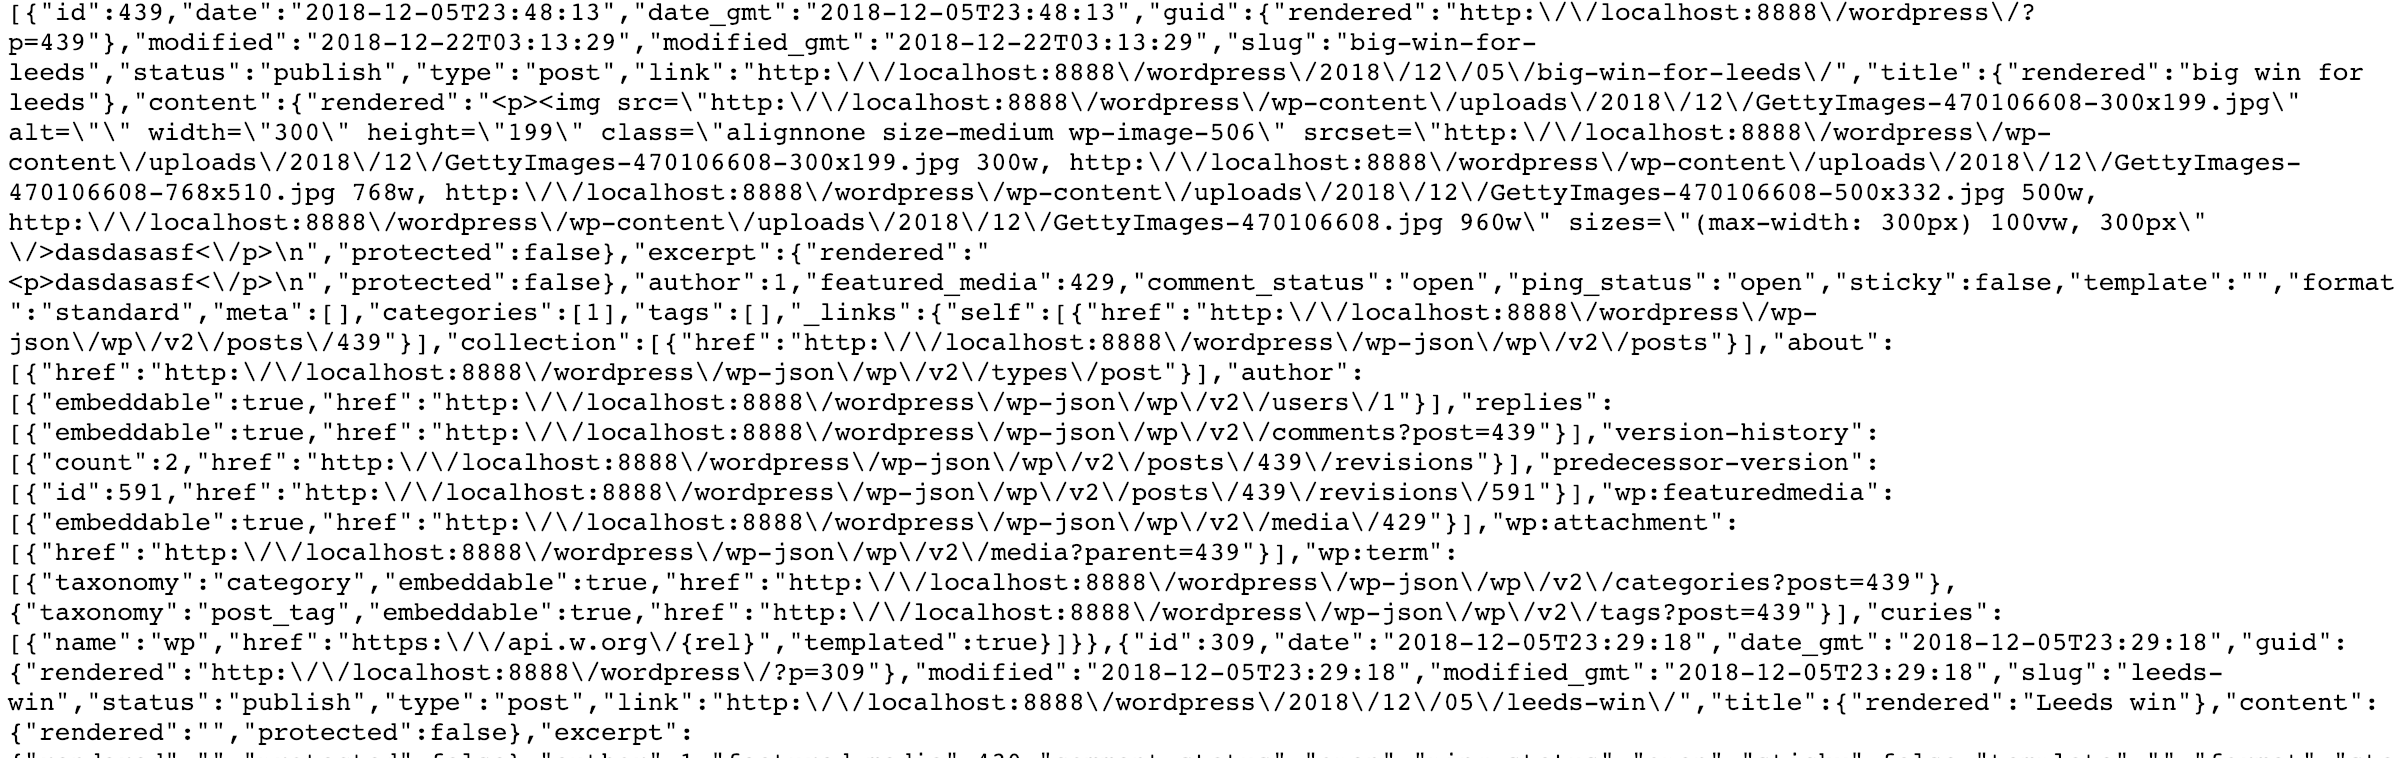 [{"id":439,"date":"2018-12-05T23:48:13","date_gmt":"2018-12-05T23:48:13","guid":{"rendered":"http:\/\/localhost:8888\/wordpress\/?
p=439"},"modified":"2018-12-22T03:13:29","modified_gmt":"2018-12-22T03:13:29","slug":"big-win-for-
leeds","status":"publish","type":"post","link":"http:\/\/localhost:8888\/wordpress\/2018\/12\/05\/big-win-for-leeds\/","title":{"rendered":"big win for
leeds"},"content":{"rendered":"<p><img src=\"http:\/\/localhost:8888\/wordpress\/wp-content\/uploads\/2018\/12\/GettyImages-470106608-300x199.jpg\"
alt=\"\" width=\"300\" height=\"199\" class=\"alignnone size-medium wp-image-506\" srcset=\"http:\/\/localhost:8888\/wordpress\/wp-
content\/uploads\/2018\/12\/GettyImages-470106608-300x199.jpg 300w, http:\/\/localhost:8888\/wordpress\/wp-content\/uploads\/2018\/12\/GettyImages-
470106608-768x510.jpg 768w, http:\/\/localhost:8888\/wordpress\/wp-content\/uploads\/2018\/12\/GettyImages-470106608-500x332.jpg 500w,
http:\/\/localhost:8888\/wordpress\/wp-content\/uploads\/2018\/12\/GettyImages-470106608.jpg 960w\" sizes=\"(max-width: 300px) 100vw, 300px\"
\/>dasdasasf<\/p>\n","protected":false},"excerpt":{"rendered":"
<p>dasdasasf<\/p>\n","protected":false},"author":1,"featured_media":429,"comment_status":"open","ping_status":"open","sticky":false,"template":"","format
":"standard","meta":[],"categories":[1],"tags":[],"_links":{"self":[{"href":"http:\/\/localhost:8888\/wordpress\/wp-
json\/wp\/v2\/posts\/439"}],"collection":[{"href":"http:\/\/localhost:8888\/wordpress\/wp-json\/wp\/v2\/posts"}],"about":
[{"href":"http:\/\/localhost:8888\/wordpress\/wp-json\/wp\/v2\/types\/post"}],"author":
[{"embeddable":true,"href":"http:\/\/localhost:8888\/wordpress\/wp-json\/wp\/v2\/users\/1"}],"replies":
[{"embeddable":true,"href":"http:\/\/localhost:8888\/wordpress\/wp-json\/wp\/v2\/comments?post=439"}],"version-history":
[{"count":2,"href":"http:\/\/localhost:8888\/wordpress\/wp-json\/wp\/v2\/posts\/439\/revisions"}],"predecessor-version":
[{"id":591,"href":"http:\/\/localhost:8888\/wordpress\/wp-json\/wp\/v2\/posts\/439\/revisions\/591"}],"wp:featuredmedia":
[{"embeddable":true,"href":"http:\/\/localhost:8888\/wordpress\/wp-json\/wp\/v2\/media\/429"}],"wp:attachment":
[{"href":"http:\/\/localhost:8888\/wordpress\/wp-json\/wp\/v2\/media?parent=439"}],"wp:term":
[{"taxonomy":"category","embeddable":true,"href":"http:\/\/localhost:8888\/wordpress\/wp-json\/wp\/v2\/categories?post=439"},
{"taxonomy":"post_tag","embeddable":true,"href":"http:\/\/localhost:8888\/wordpress\/wp-json\/wp\/v2\/tags?post=439"}],"curies":
[{"name":"wp","href":"https:\/\/api.w.org\/{rel}","templated":true}]}},{"id":309,"date":"2018-12-05T23:29:18","date_gmt":"2018-12-05T23:29:18","guid":
{"rendered":"http:\/\/localhost:8888\/wordpress\/?p=309"},"modified":"2018-12-05T23:29:18","modified_gmt":"2018-12-05T23:29:18","slug":"leeds-
win","status":"publish","type":"post","link":"http:\/\/localhost:8888\/wordpress\/2018\/12\/05\/leeds-win\/","title":{"rendered":"Leeds win"},"content":
{"rendered":"","protected":false},"excerpt":